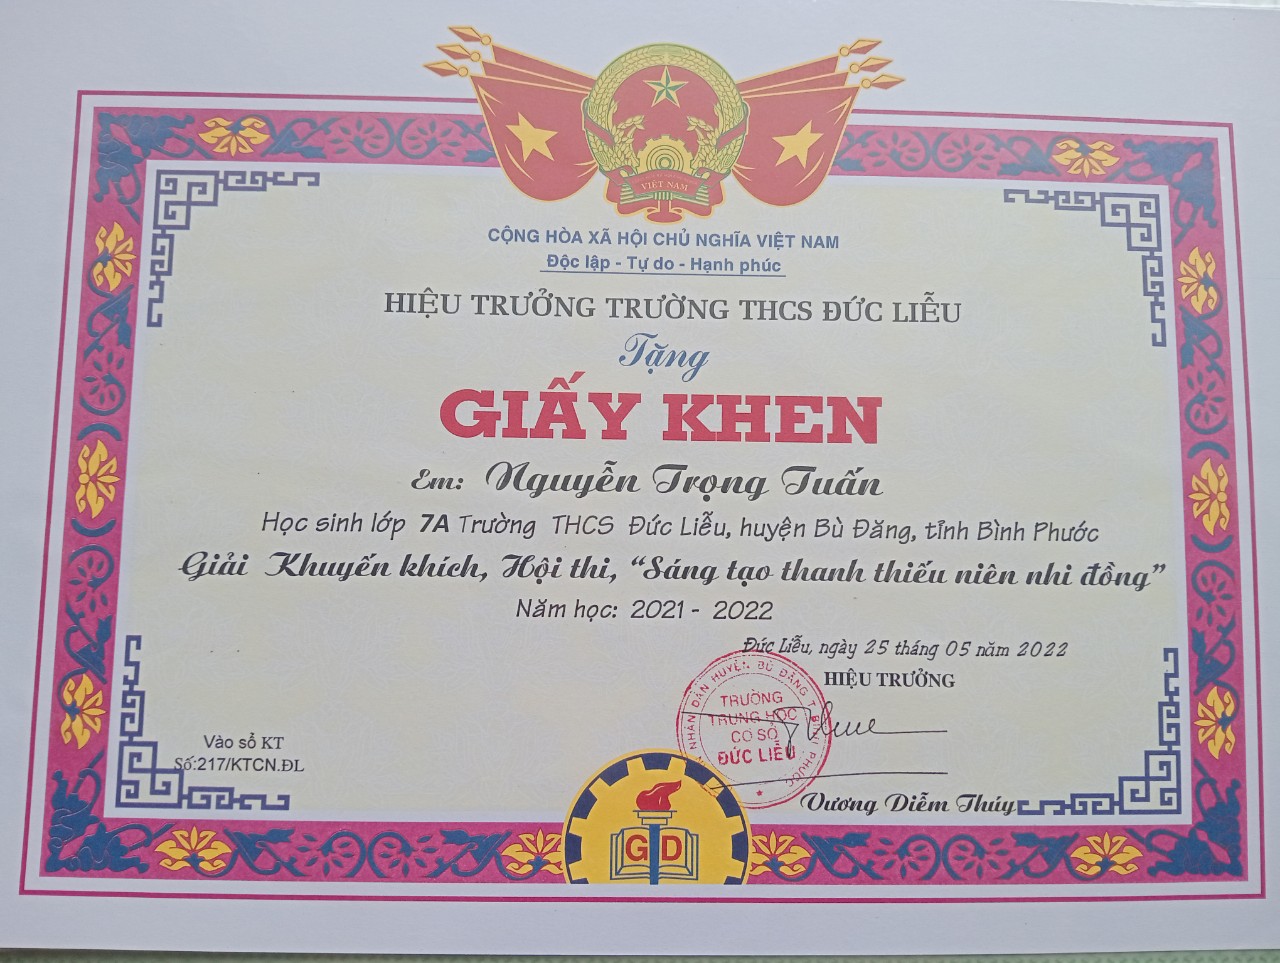 VIỆT NAM
CỘNG HÒA XÃ HỘI CHỦ NGHĨA VIỆT NAM
Độc lập - Tự do - Hạnh phúc
HIỆU TRƯỞNG TRƯỜNG THCS ĐỨC LIỄU
Tặng
GIẤY KHEN
Em: Nguyễn Trọng Tuấn
Học sinh lớp 7A Trường THCS Đức Liễu, huyện Bù Đăng, tỉnh Bình Phước
Giải Khuyến khích, Hội thi, “Sáng tạo thanh thiếu niên nhi đồng”
Năm học: 2021 - 2022
Đức Liễu, ngày 25 tháng 05 năm 2022
HIỆU TRƯỞNG
NHÂN DÂN HUYỆN BÙ ĐĂNG T. BÌNH PHƯỚC
TRƯỜNG
TRUNG HỌC
CƠ SỞ
ĐỨC LIỄU
Vào sổ KT
Số:217/KTCN.ĐL
Vương Diễm Thúy
GD